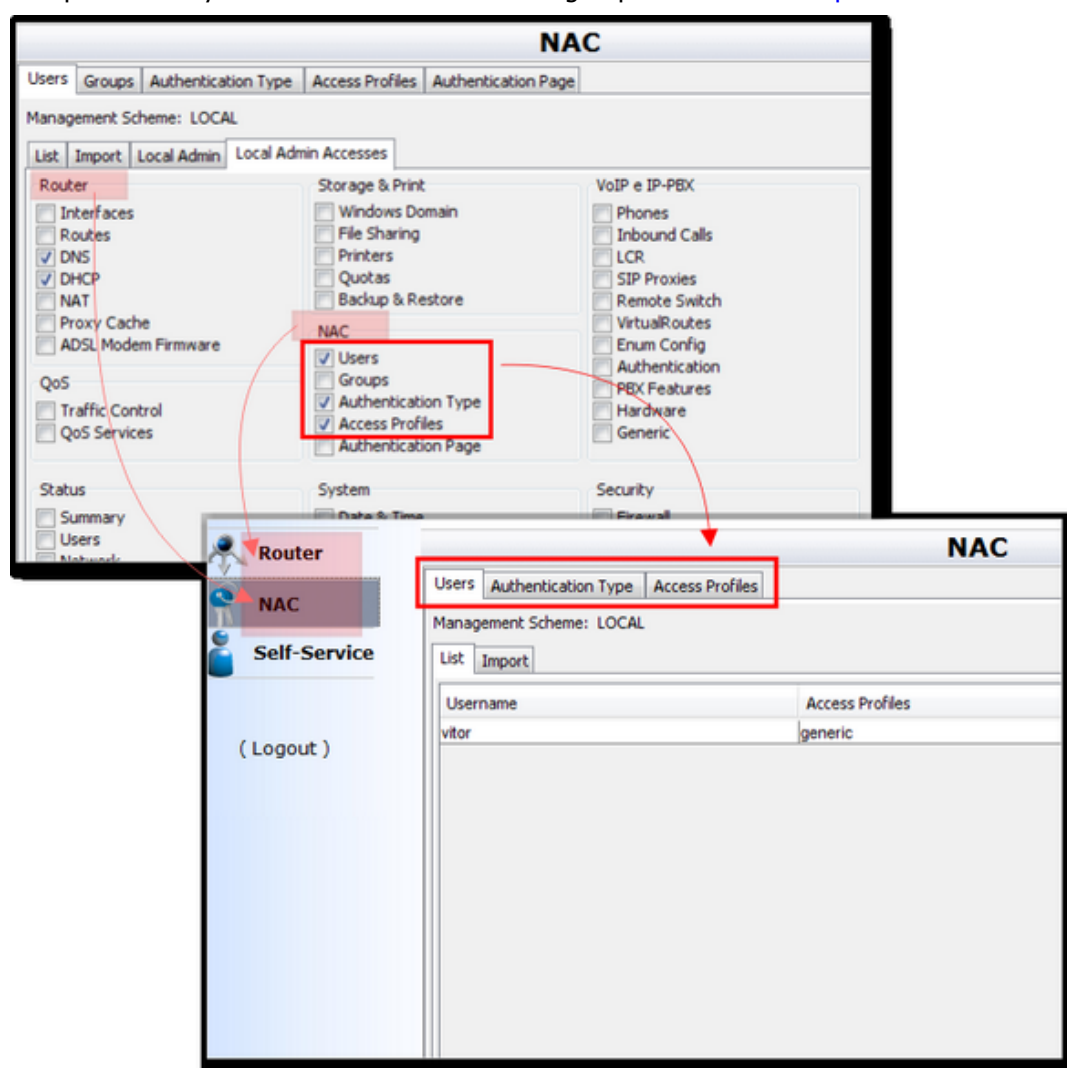 NAC
Users Groups Authentication Type Access Profiles Authentication Page
Management Scheme: LOCAL
List Import Local Admin Local Admin Accesses
Router
Interfaces
Routes
DNS
DHCP
NAT
Proxy Cache
ADSL Modem Firmware
QoS
Traffic Control
QoS Services
Status
Summary
Users
Network
Storage & Print
Windows Domain
File Sharing
Printers
Quotas
Backup & Restore
NAC
Users
Groups
Authentication Type
Access Profiles
Authentication Page
System
Date & Time
VoIP e IP-PBX
Phones
Inbound Calls
LCR
SIP Proxies
Remote Switch
VirtualRoutes
Enum Config
Authentication
PBX Features
Hardware
Generic
Security
Firewall
Router
NAC
Self-Service
( Logout )
NAC
Users Authentication Type Access Profiles
Management Scheme: LOCAL
List Import
Username Access Profiles
vitor generic